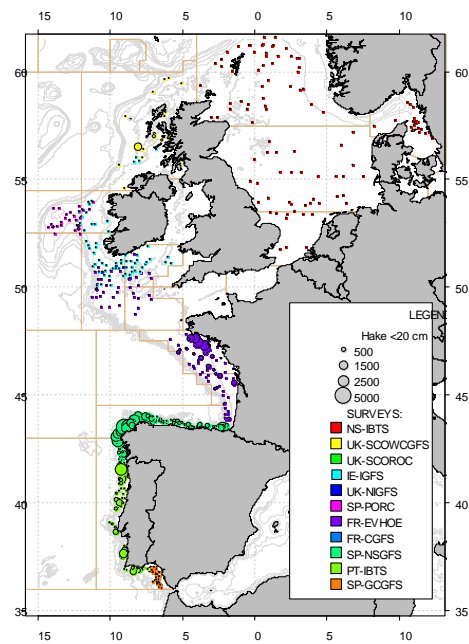 15 10 5 0 5 10
60 60
55 55
50 50
LEGEN
Hake <20 cm
500
1500
2500
5000
45 45
SURVEYS:
NS-IBTS
UK-SCOWCGFS
UK-SCOROC
IE-IGFS
UK-NIGFS
SP-PORC
FR-EVHOE
FR-CGFS
SP-NSGFS
PT-IBTS
SP-GCGFS
40 40
35 35
15 10 5 0 5 10